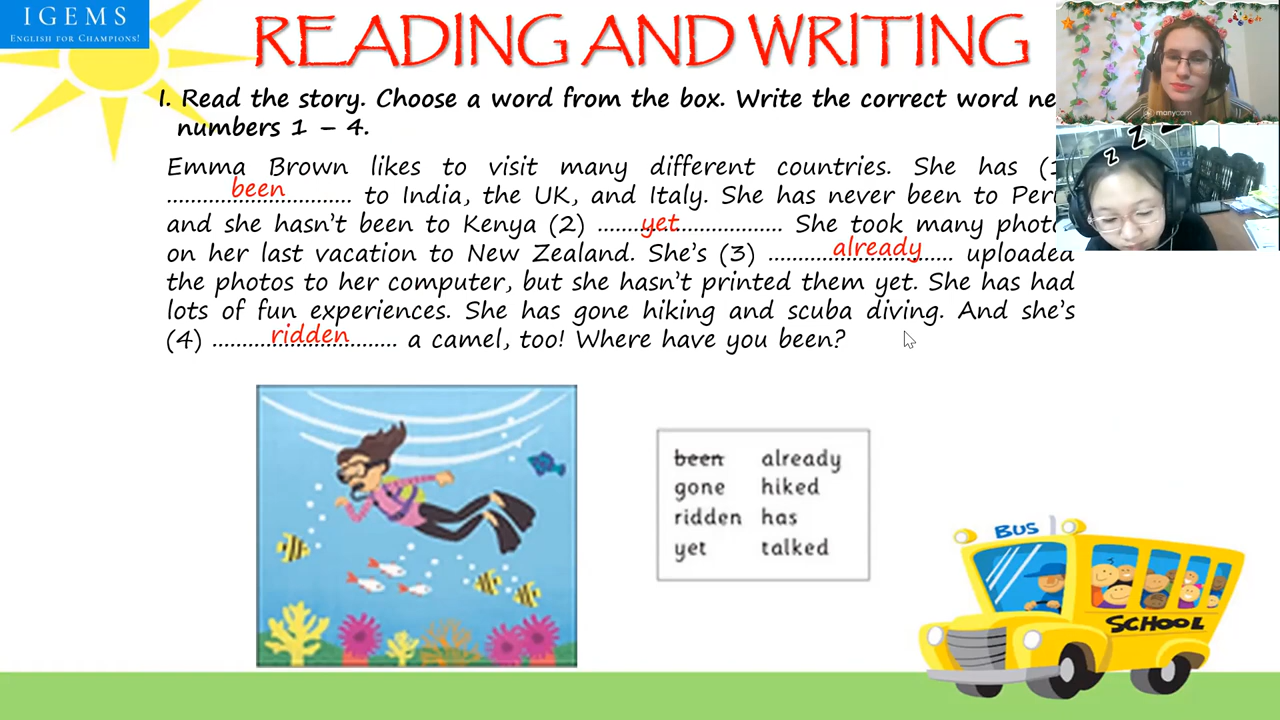 IGEMS
ENGLISH FOR CHAMPIONS!
READING AND WRITING
I. Read the story. Choose a word from the box. Write the correct word
numbers 1 – 4.
Emma Brown likes to visit many different countries. She has (1
been
.............................. to India, the UK, and Italy. She has never been to
and she hasn't been to Kenya (2) yet .............................. She took many
on her last vacation to New Zealand. She's (3) already .............................. uploaded
the photos to her computer, but she hasn't printed them yet. She has had
lots of fun experiences. She has gone hiking and scuba diving. And she's
(4) ridden .............................. a camel, too! Where have you been?
been already
gone hiked
ridden has
yet talked
BUS
SCHOOL
manycam
z z z